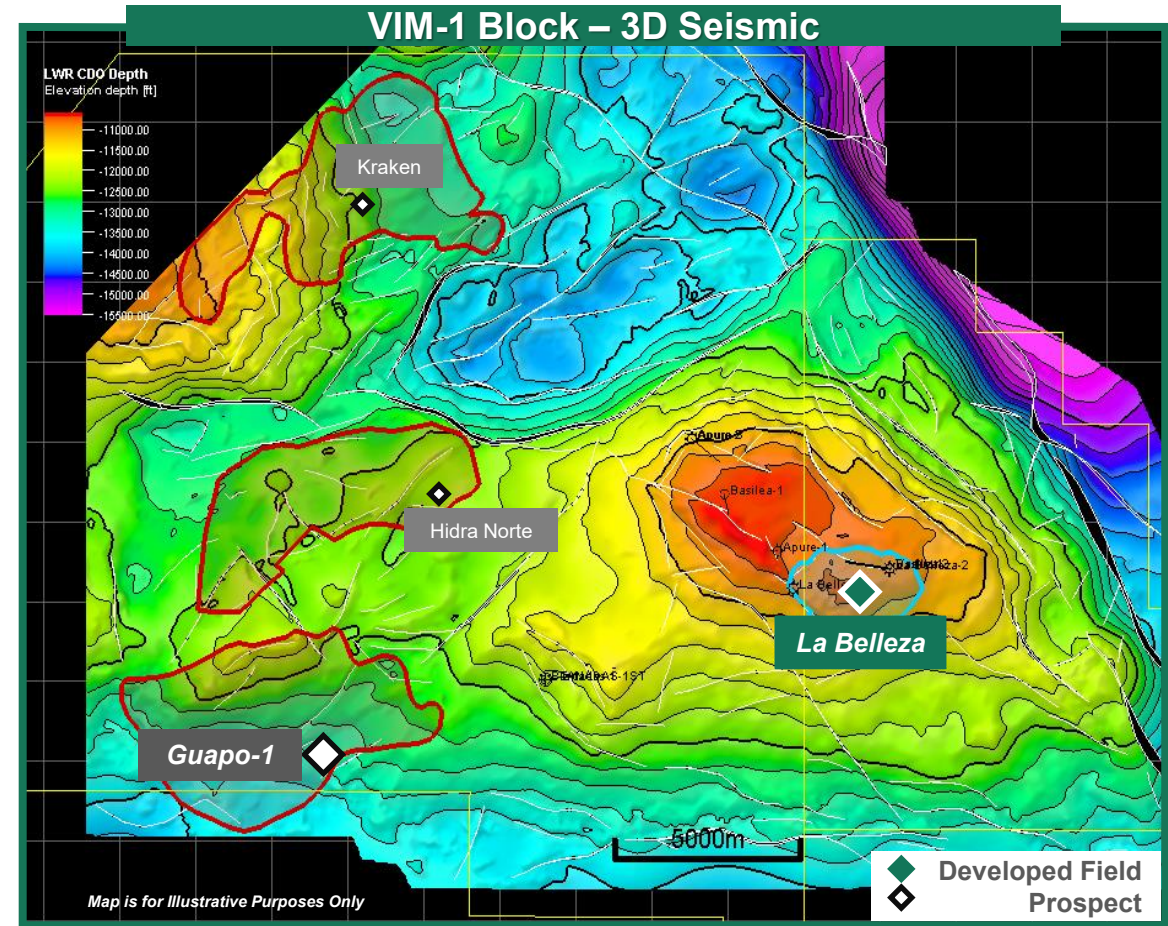 VIM-1 Block – 3D Seismic
LWR CDO Depth
Elevation depth [ft]
-11000.00
-11500.00
-12000.00
-12500.00
-13000.00
-13500.00
-14000.00
-14500.00
-15000.00
-15500.00
Kraken
Apure-2
Basilea-1
Hidra Norte
Apure-1
La Belleza
Guapo-1
5000m
Developed Field
Prospect
Map is for Illustrative Purposes Only